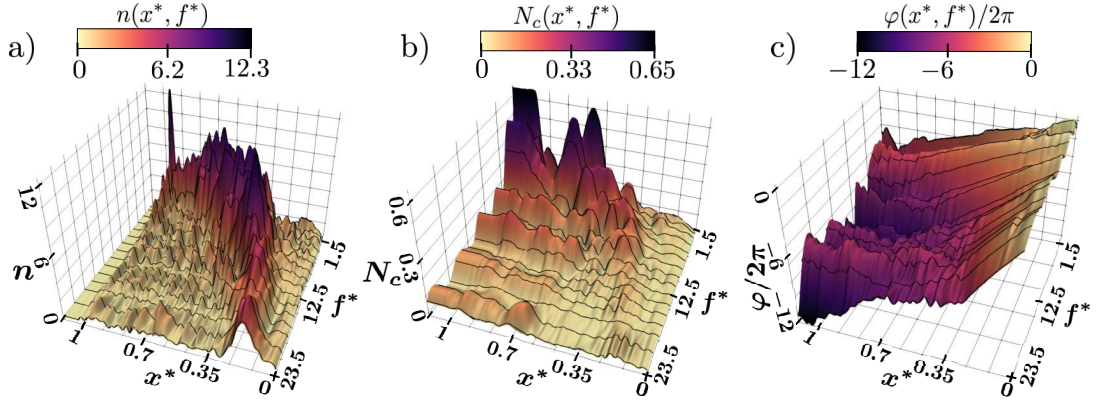 a)
n(x*, f*)
0 6.2 12.3
12
6
0
n
1 0.7 0.35 0
x*
1.5
12.5
23.5
f*
b)
N_c(x*, f*)
0 0.33 0.65
0.6
0.3
0
N_c
1 0.7 0.35 0
x*
1.5
12.5
23.5
f*
c)
φ(x*, f*)/2π
−12 −6 0
0
−6
−12
φ/2π
1 0.7 0.35 0
x*
1.5
12.5
23.5
f*